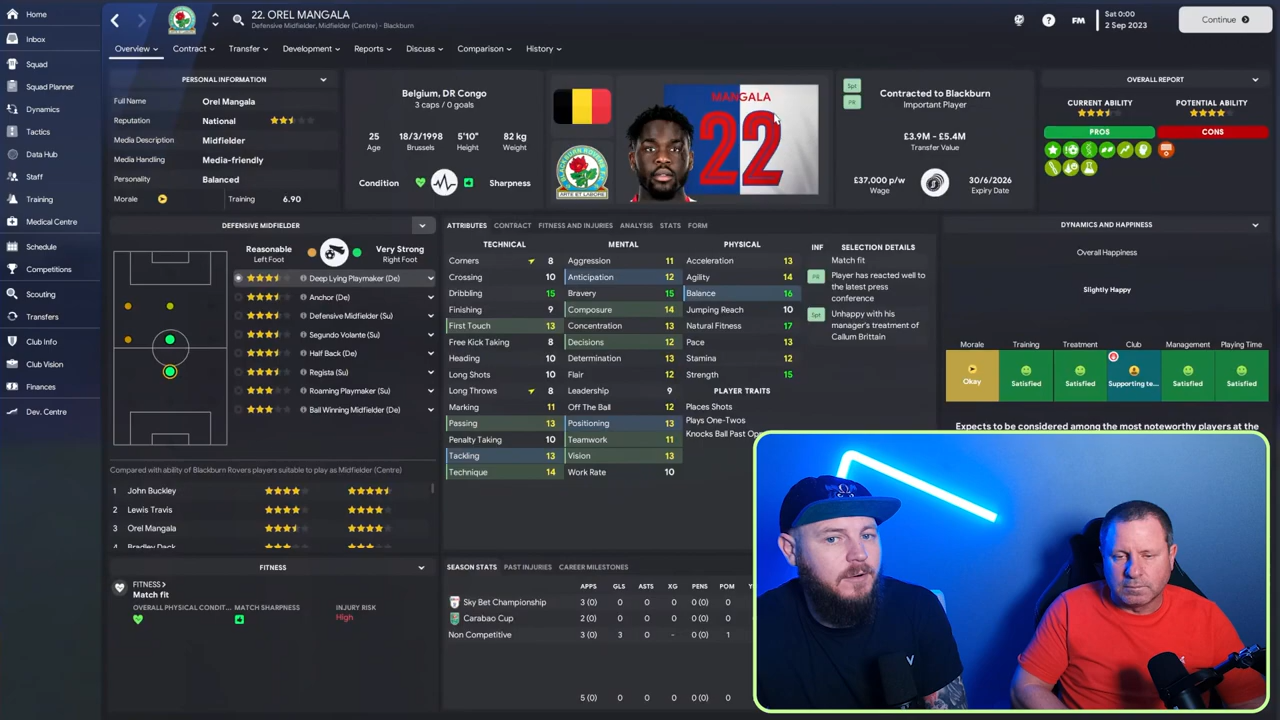 Home
Inbox
Squad
Squad Planner
Dynamics
Tactics
Data Hub
Staff
Training
Medical Centre
Schedule
Competitions
Scouting
Transfers
Club Info
Club Vision
Finances
Dev. Centre
22. OREL MANGALA
Defensive Midfielder, Midfielder (Centre) - Blackburn
FM
Sat 0:00
2 Sep 2023
Continue
Overview
Contract
Transfer
Development
Reports
Discuss
Comparison
History
PERSONAL INFORMATION
Full Name Orel Mangala
Reputation National
Media Description Midfielder
Media Handling Media-friendly
Personality Balanced
Morale Training 6.90
Belgium, DR Congo
3 caps / 0 goals
25 18/3/1998 5'10" 82 kg
Age Brussels Height Weight
Condition Sharpness
MANGALA
22
Spt
PR
Contracted to Blackburn
Important Player
£3.9M - £5.4M
Transfer Value
£37,000 p/w 30/6/2026
Wage Expiry Date
OVERALL REPORT
CURRENT ABILITY POTENTIAL ABILITY
PROS CONS
DEFENSIVE MIDFIELDER
Reasonable Very Strong
Left Foot Right Foot
Deep Lying Playmaker (De)
Anchor (De)
Defensive Midfielder (Su)
Segundo Volante (Su)
Half Back (De)
Regista (Su)
Roaming Playmaker (Su)
Ball Winning Midfielder (De)
Compared with ability of Blackburn Rovers players suitable to play as Midfielder (Centre)
1 John Buckley
2 Lewis Travis
3 Orel Mangala
4 Bradley Dack
FITNESS
FITNESS >
Match fit
OVERALL PHYSICAL CONDIT... MATCH SHARPNESS INJURY RISK
High
ATTRIBUTES CONTRACT FITNESS AND INJURIES ANALYSIS STATS FORM
TECHNICAL MENTAL PHYSICAL
Corners 8 Aggression 11 Acceleration 13
Crossing 10 Anticipation 12 Agility 14
Dribbling 15 Bravery 15 Balance 16
Finishing 9 Composure 14 Jumping Reach 10
First Touch 13 Concentration 13 Natural Fitness 17
Free Kick Taking 8 Decisions 12 Pace 13
Heading 10 Determination 13 Stamina 12
Long Shots 10 Flair 12 Strength 15
Long Throws 8 Leadership 9 PLAYER TRAITS
Marking 11 Off The Ball 12 Places Shots
Passing 13 Positioning 13 Plays One-Twos
Penalty Taking 10 Teamwork 11 Knocks Ball Past Op
Tackling 13 Vision 13
Technique 14 Work Rate 10
INF SELECTION DETAILS
Match fit
PR Player has reacted well to
the latest press
conference
Spt Unhappy with his
manager's treatment of
Callum Brittain
DYNAMICS AND HAPPINESS
Overall Happiness
Slightly Happy
Morale Training Treatment Club Management Playing Time
Okay Satisfied Satisfied Supporting te... Satisfied Satisfied
Expects to be considered among the most noteworthy players at the
SEASON STATS PAST INJURIES CAREER MILESTONES
APPS GLS ASTS XG PENS POM
Sky Bet Championship 3 (0) 0 0 0 0 (0) 0
Carabao Cup 2 (0) 0 0 0 0 (0) 0
Non Competitive 3 (0) 3 0 - 0 (0) 1
5 (0) 0 0 0 0 (0) 0